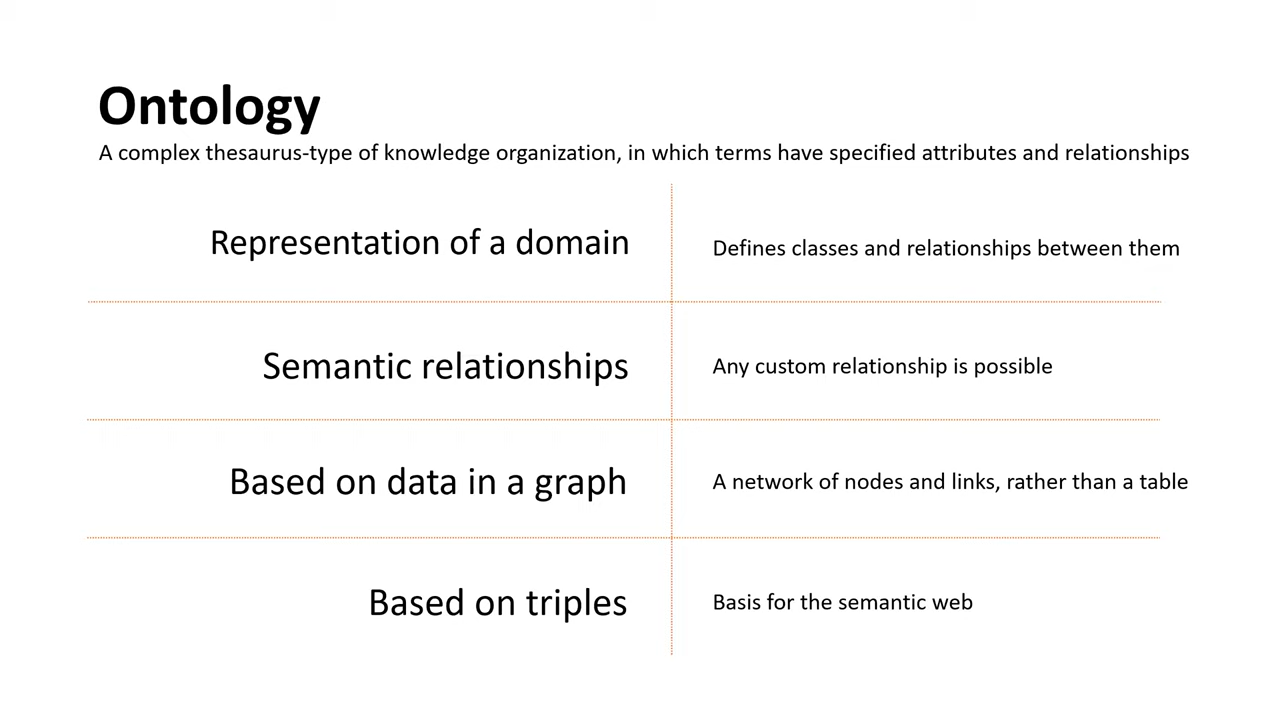 Ontology
A complex thesaurus-type of knowledge organization, in which terms have specified attributes and relationships
Representation of a domain
Defines classes and relationships between them
Semantic relationships
Any custom relationship is possible
Based on data in a graph
A network of nodes and links, rather than a table
Based on triples
Basis for the semantic web